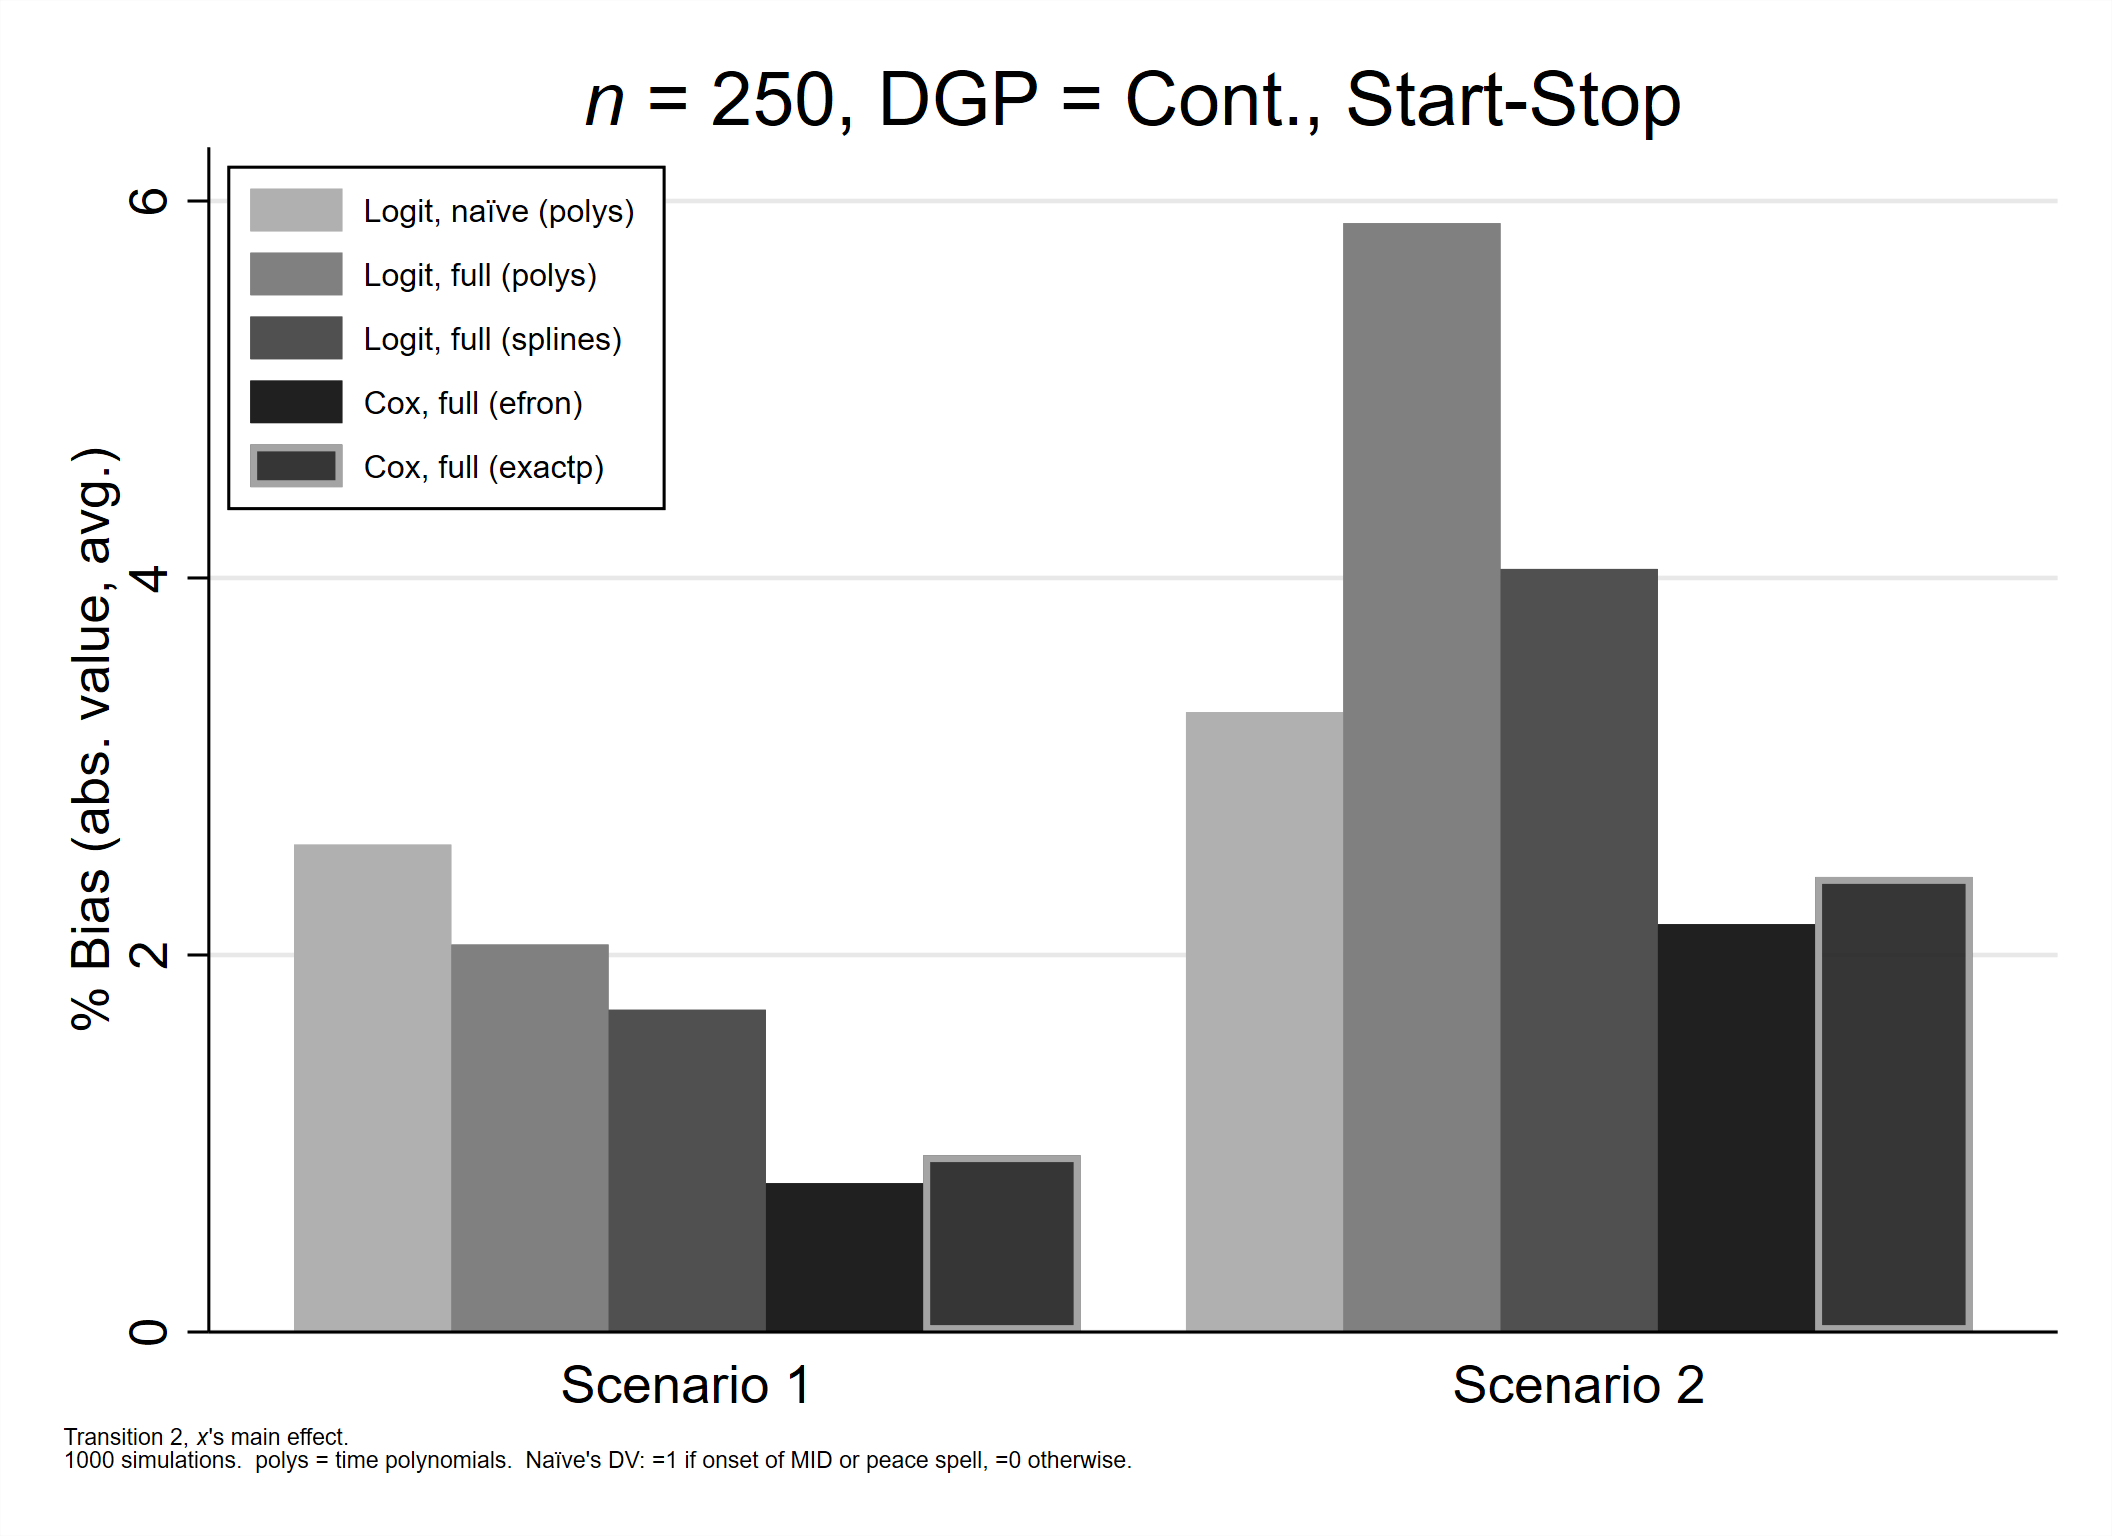 n = 250, DGP = Cont., Start-Stop
Logit, naïve (polys)
Logit, full (polys)
Logit, full (splines)
Cox, full (efron)
Cox, full (exactp)
% Bias (abs. value, avg.)
6
4
2
0
Scenario 1
Scenario 2
Transition 2, x's main effect.
1000 simulations.  polys = time polynomials.  Naïve's DV: =1 if onset of MID or peace spell, =0 otherwise.